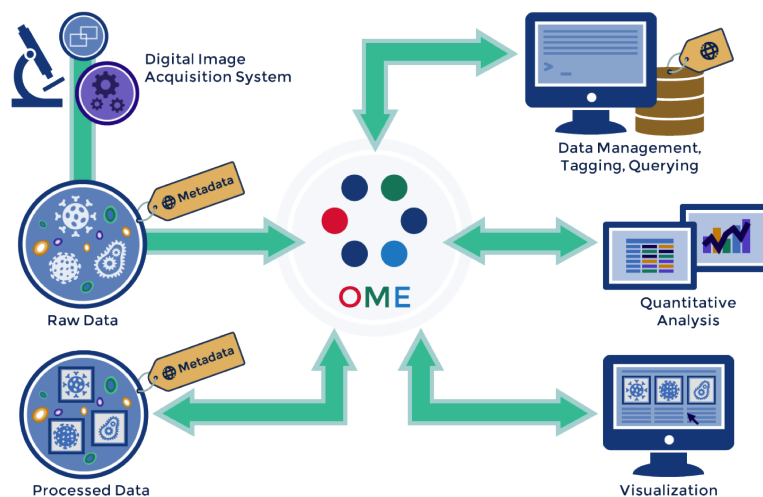 Digital Image
Acquisition System
Data Management,
Tagging, Querying
Metadata
Raw Data
OME
Quantitative
Analysis
Metadata
Processed Data
Visualization